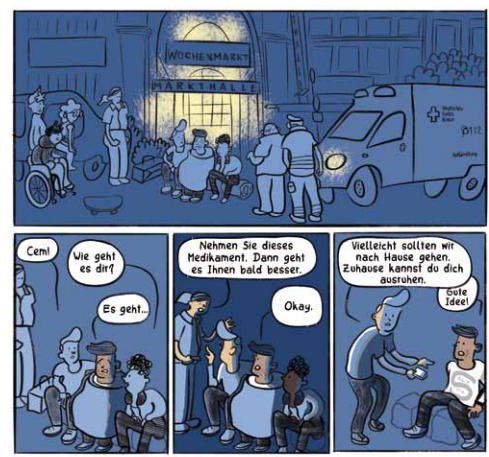 WOCHENMARKT
MARKTHALLE
Deutsches
Rotes
Kreuz
112
Cem!
Wie geht
es dir?
Es geht...
Nehmen Sie dieses
Medikament. Dann geht
es Ihnen bald besser.
Okay.
Vielleicht sollten wir
nach Hause gehen.
Zuhause kannst du dich
ausruhen.
Gute
Idee!